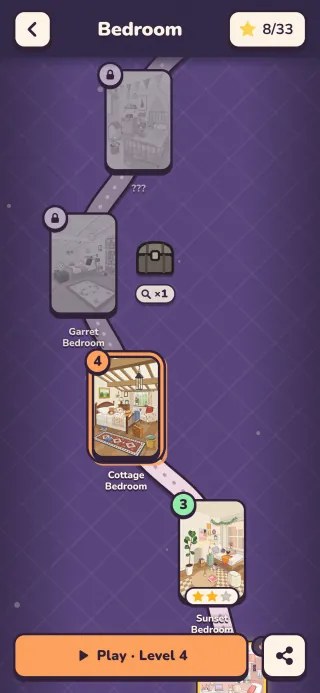 Bedroom
8/33
???
×1
Garret
Bedroom
4
Cottage
Bedroom
3
Sunset
Bedroom
Play · Level 4